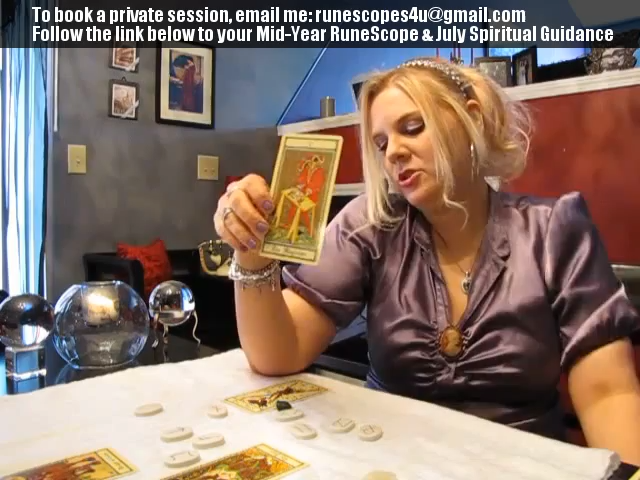 To book a private session, email me: runescopes4u@gmail.com
Follow the link below to your Mid-Year RuneScope & July Spiritual Guidance